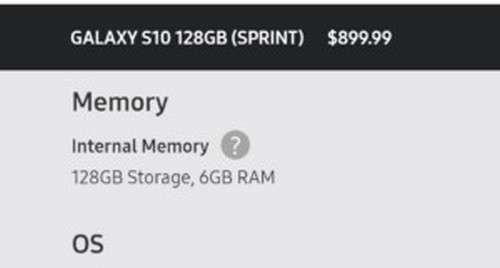 GALAXY S10 128GB (SPRINT) $899.99
Memory
Internal Memory ?
128GB Storage, 6GB RAM
OS